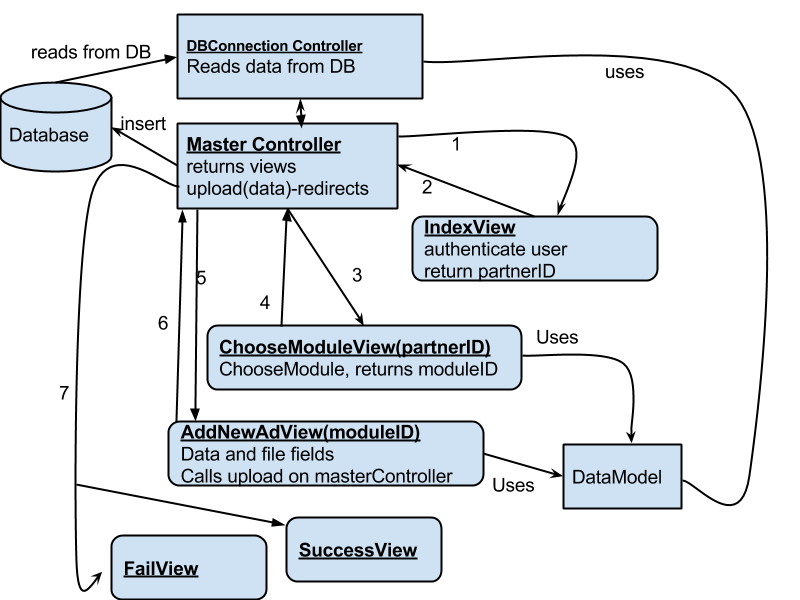 reads from DB
DBConnection Controller
Reads data from DB
uses
Database
insert
Master Controller
returns views
upload(data)-redirects
1
2
IndexView
authenticate user
return partnerID
5
3
4
6
ChooseModuleView(partnerID)
ChooseModule, returns moduleID
Uses
7
AddNewAdView(moduleID)
Data and file fields
Calls upload on masterController
Uses
DataModel
SuccessView
FailView